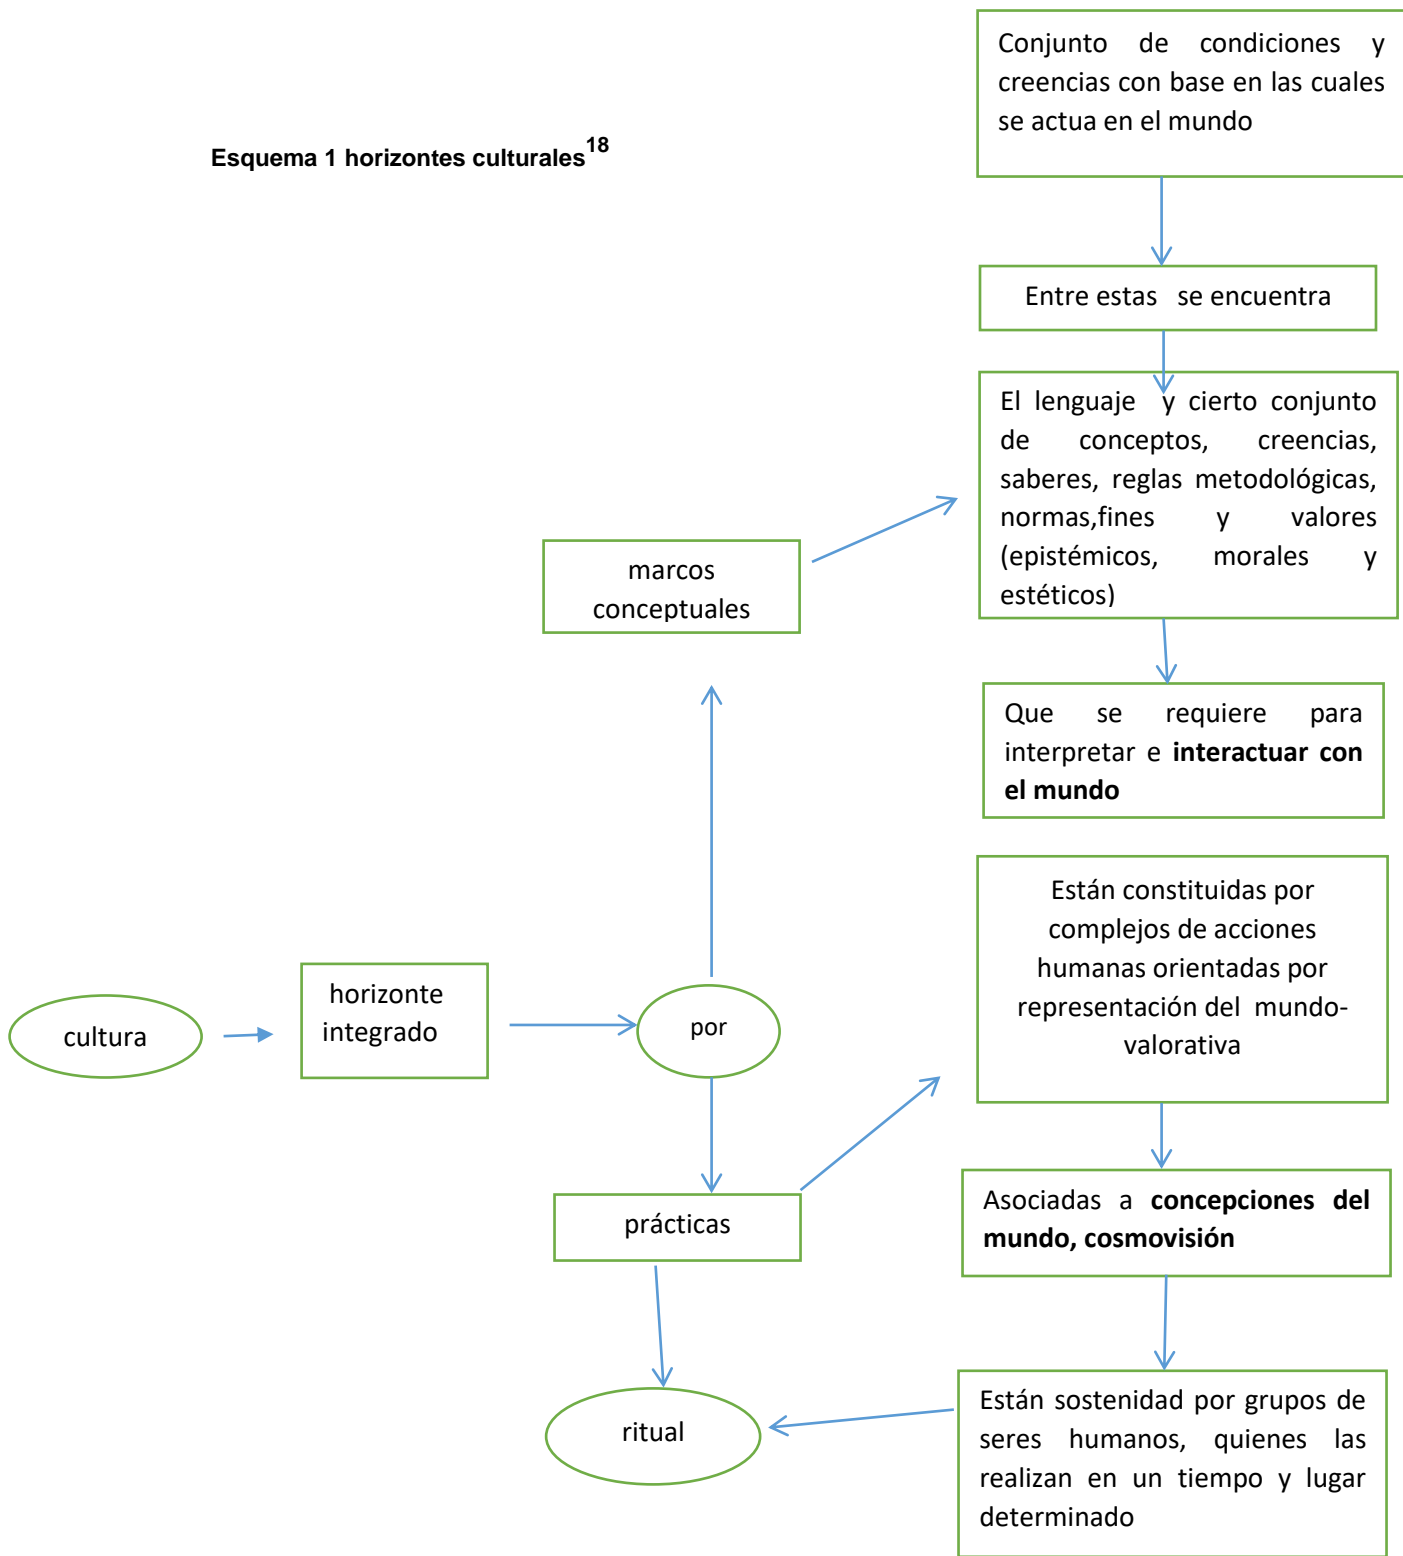 Conjunto de condiciones y
creencias con base en las cuales
se actua en el mundo
Esquema 1 horizontes culturales18
Entre estas se encuentra
El lenguaje y cierto conjunto
de conceptos, creencias,
saberes, reglas metodológicas,
normas,fines y valores
(epistémicos, morales y
estéticos)
marcos
conceptuales
Que se requiere para
interpretar e interactuar con
el mundo
Están constituidas por
complejos de acciones
humanas orientadas por
representación del mundo-
valorativa
cultura
horizonte
integrado
por
prácticas
Asociadas a concepciones del
mundo, cosmovisión
ritual
Están sostenidad por grupos de
seres humanos, quienes las
realizan en un tiempo y lugar
determinado